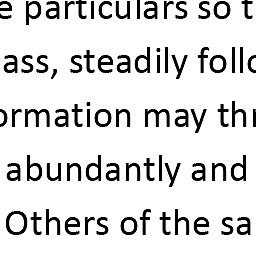 e particulars so t
ass, steadily follo
ormation may thr
abundantly and
Others of the sa